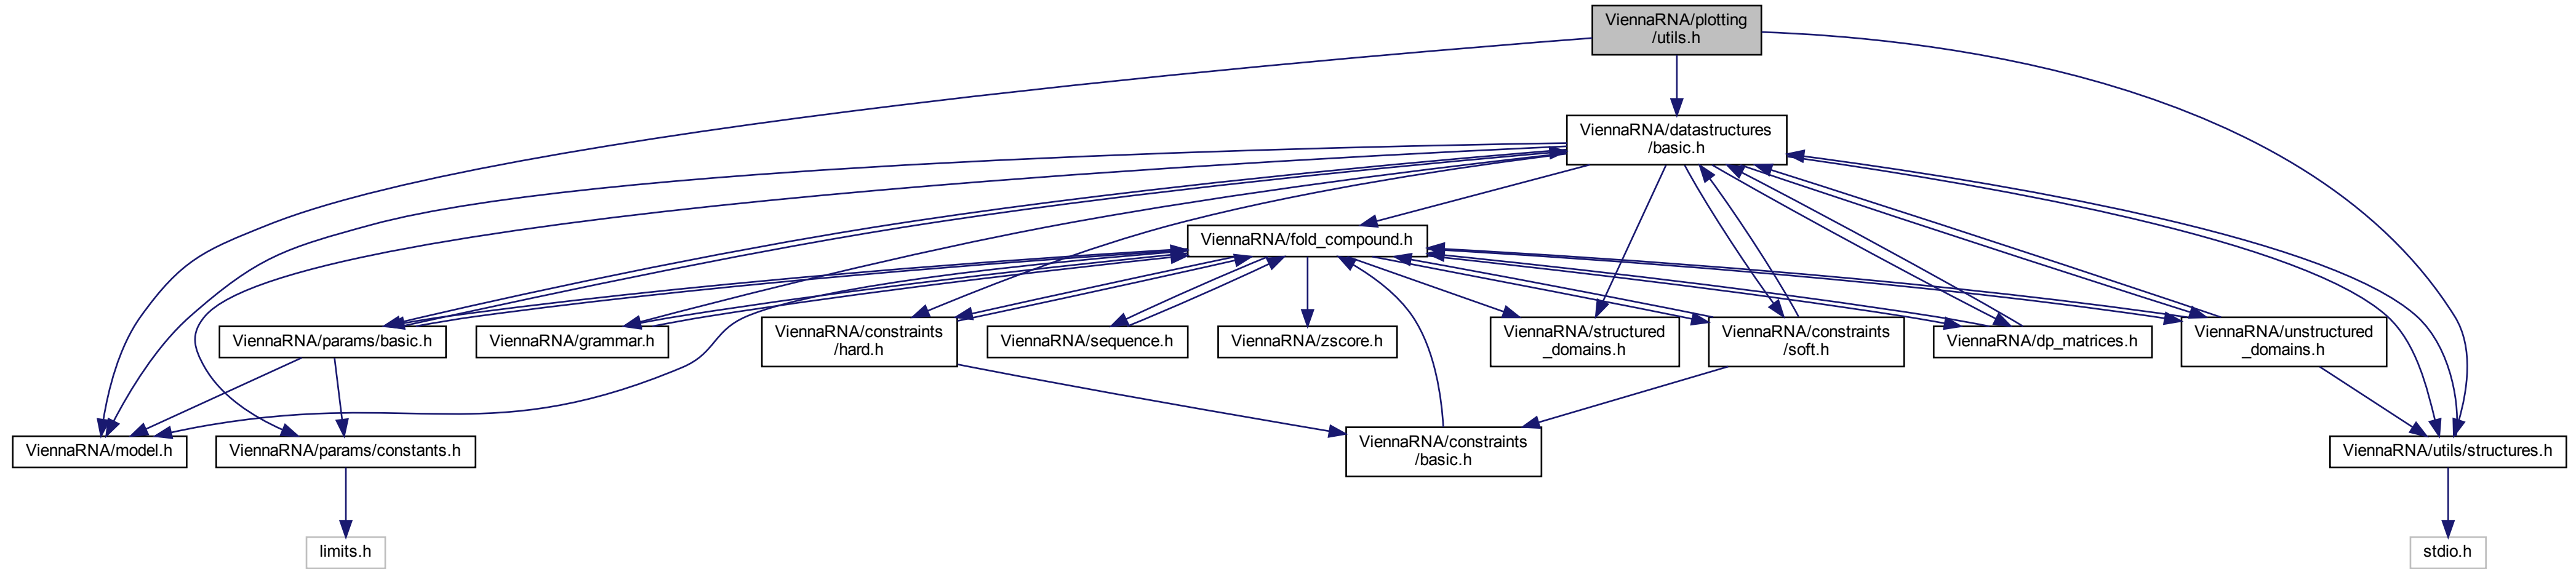 ViennaRNA/plotting
/utils.h
ViennaRNA/datastructures
/basic.h
ViennaRNA/fold_compound.h
ViennaRNA/params/basic.h
ViennaRNA/grammar.h
ViennaRNA/constraints
/hard.h
ViennaRNA/sequence.h
ViennaRNA/zscore.h
ViennaRNA/structured
_domains.h
ViennaRNA/constraints
/soft.h
ViennaRNA/dp_matrices.h
ViennaRNA/unstructured
_domains.h
ViennaRNA/model.h
ViennaRNA/params/constants.h
ViennaRNA/constraints
/basic.h
ViennaRNA/utils/structures.h
limits.h
stdio.h